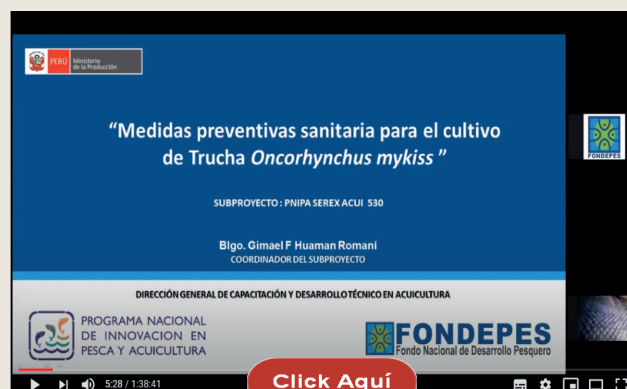 PERÚ
Ministerio
de la Producción
“Medidas preventivas sanitaria para el cultivo
de Trucha Oncorhynchus mykiss ”
SUBPROYECTO : PNIPA SEREX ACUI 530
Blgo. Gimael F Huaman Romani
COORDINADOR DEL SUBPROYECTO
DIRECCIÓN GENERAL DE CAPACITACIÓN Y DESARROLLO TÉCNICO EN ACUICULTURA
PROGRAMA NACIONAL
DE INNOVACION EN
PESCA Y ACUICULTURA
FONDEPES
Fondo Nacional de Desarrollo Pesquero
FONDEPES
5:28 / 1:38:41
Click Aquí